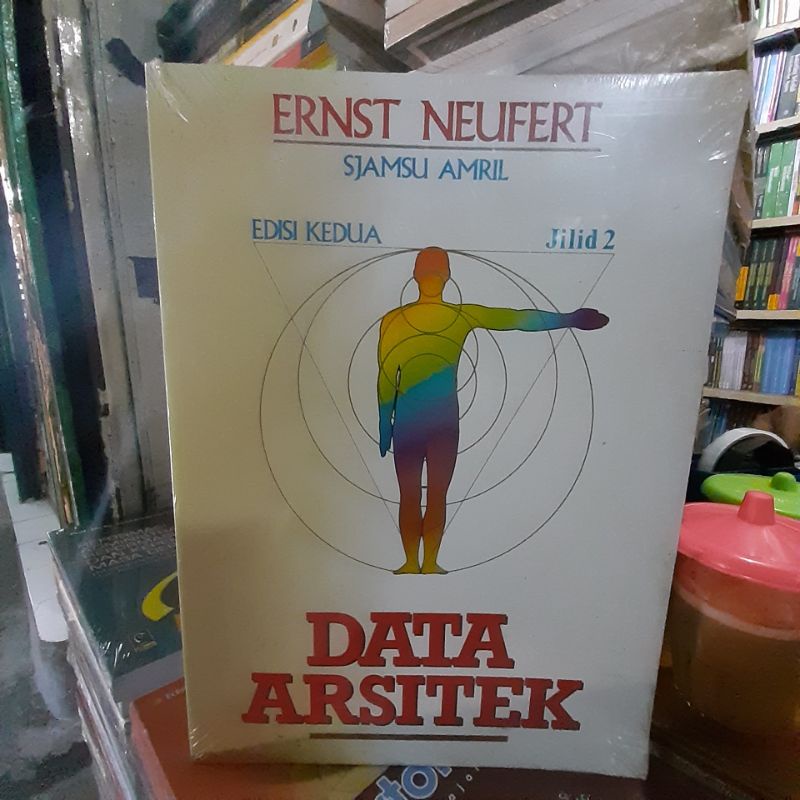 ERNST NEUFERT
SJAMSU AMRIL
EDISI KEDUA
Jilid 2
DATA
ARSITEK